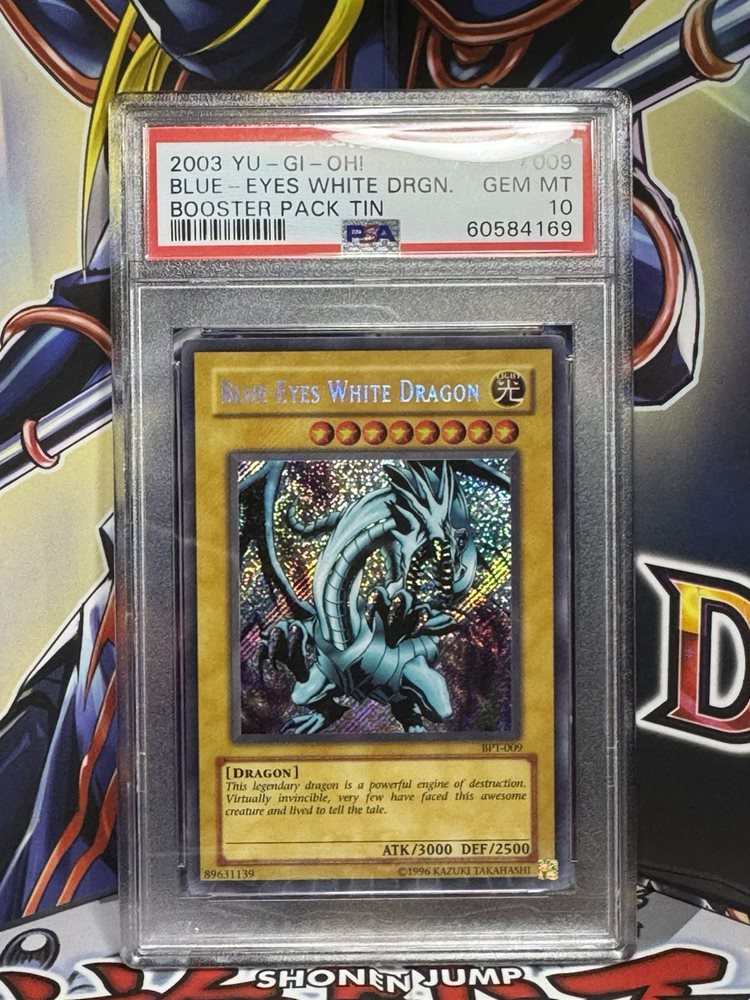 2003 YU-GI-OH! #009
BLUE-EYES WHITE DRGN. GEM MT
BOOSTER PACK TIN 10
PSA 60584169
BLUE-EYES WHITE DRAGON
LIGHT
光
BPT-009
[DRAGON]
This legendary dragon is a powerful engine of destruction.
Virtually invincible, very few have faced this awesome
creature and lived to tell the tale.
ATK/3000 DEF/2500
89631139 ©1996 KAZUKI TAKAHASHI
D
SHONEN JUMP